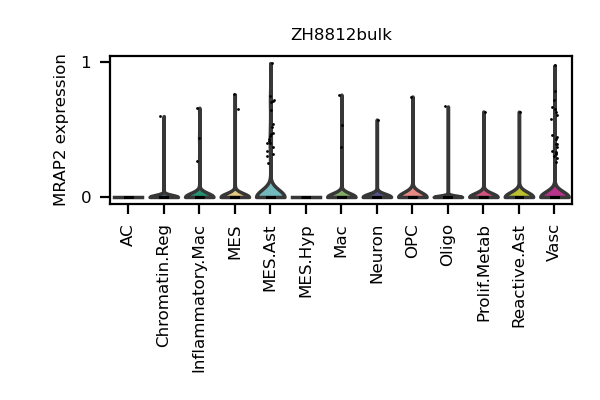 ZH8812bulk
MRAP2 expression
1
0
AC
Chromatin.Reg
Inflammatory.Mac
MES
MES.Ast
MES.Hyp
Mac
Neuron
OPC
Oligo
Prolif.Metab
Reactive.Ast
Vasc